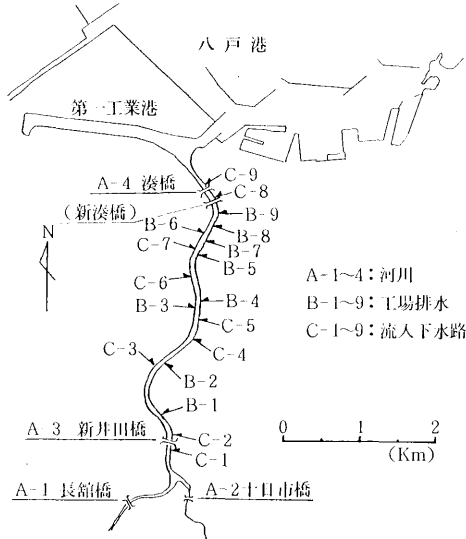 八戸港
第一工業港
A-4 湊橋
(新湊橋)
C-9
C-8
B-9
B-6
B-8
C-7
B-7
B-5
N
C-6
B-3
B-4
C-5
C-3
C-4
B-2
B-1
A-3 新井田橋
C-2
C-1
A-1 長舘橋
A-2 十日市橋
A-1~4:河川
B-1~9:工場排水
C-1~9:流入下水路
0 1 2
(Km)